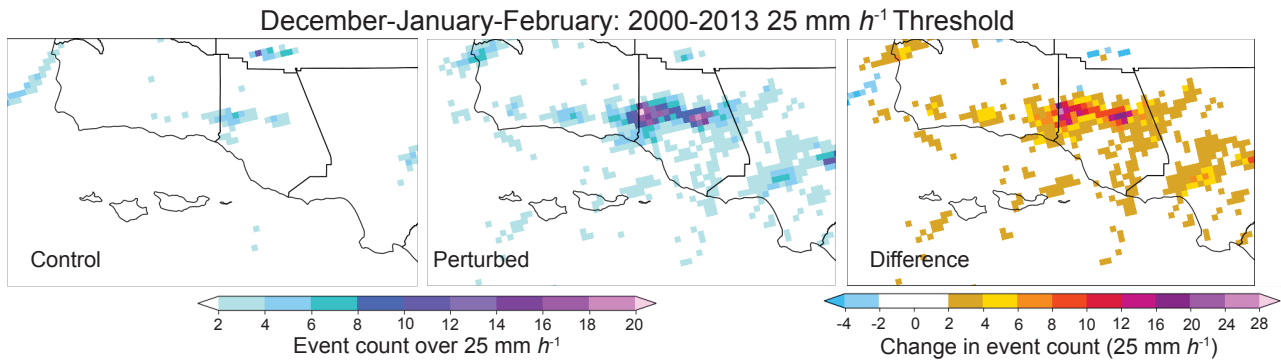 December-January-February: 2000-2013 25 mm h⁻¹ Threshold
Control
Perturbed
Difference
2 4 6 8 10 12 14 16 18 20
Event count over 25 mm h⁻¹
-4 -2 0 2 4 6 8 10 12 16 20 24 28
Change in event count (25 mm h⁻¹)